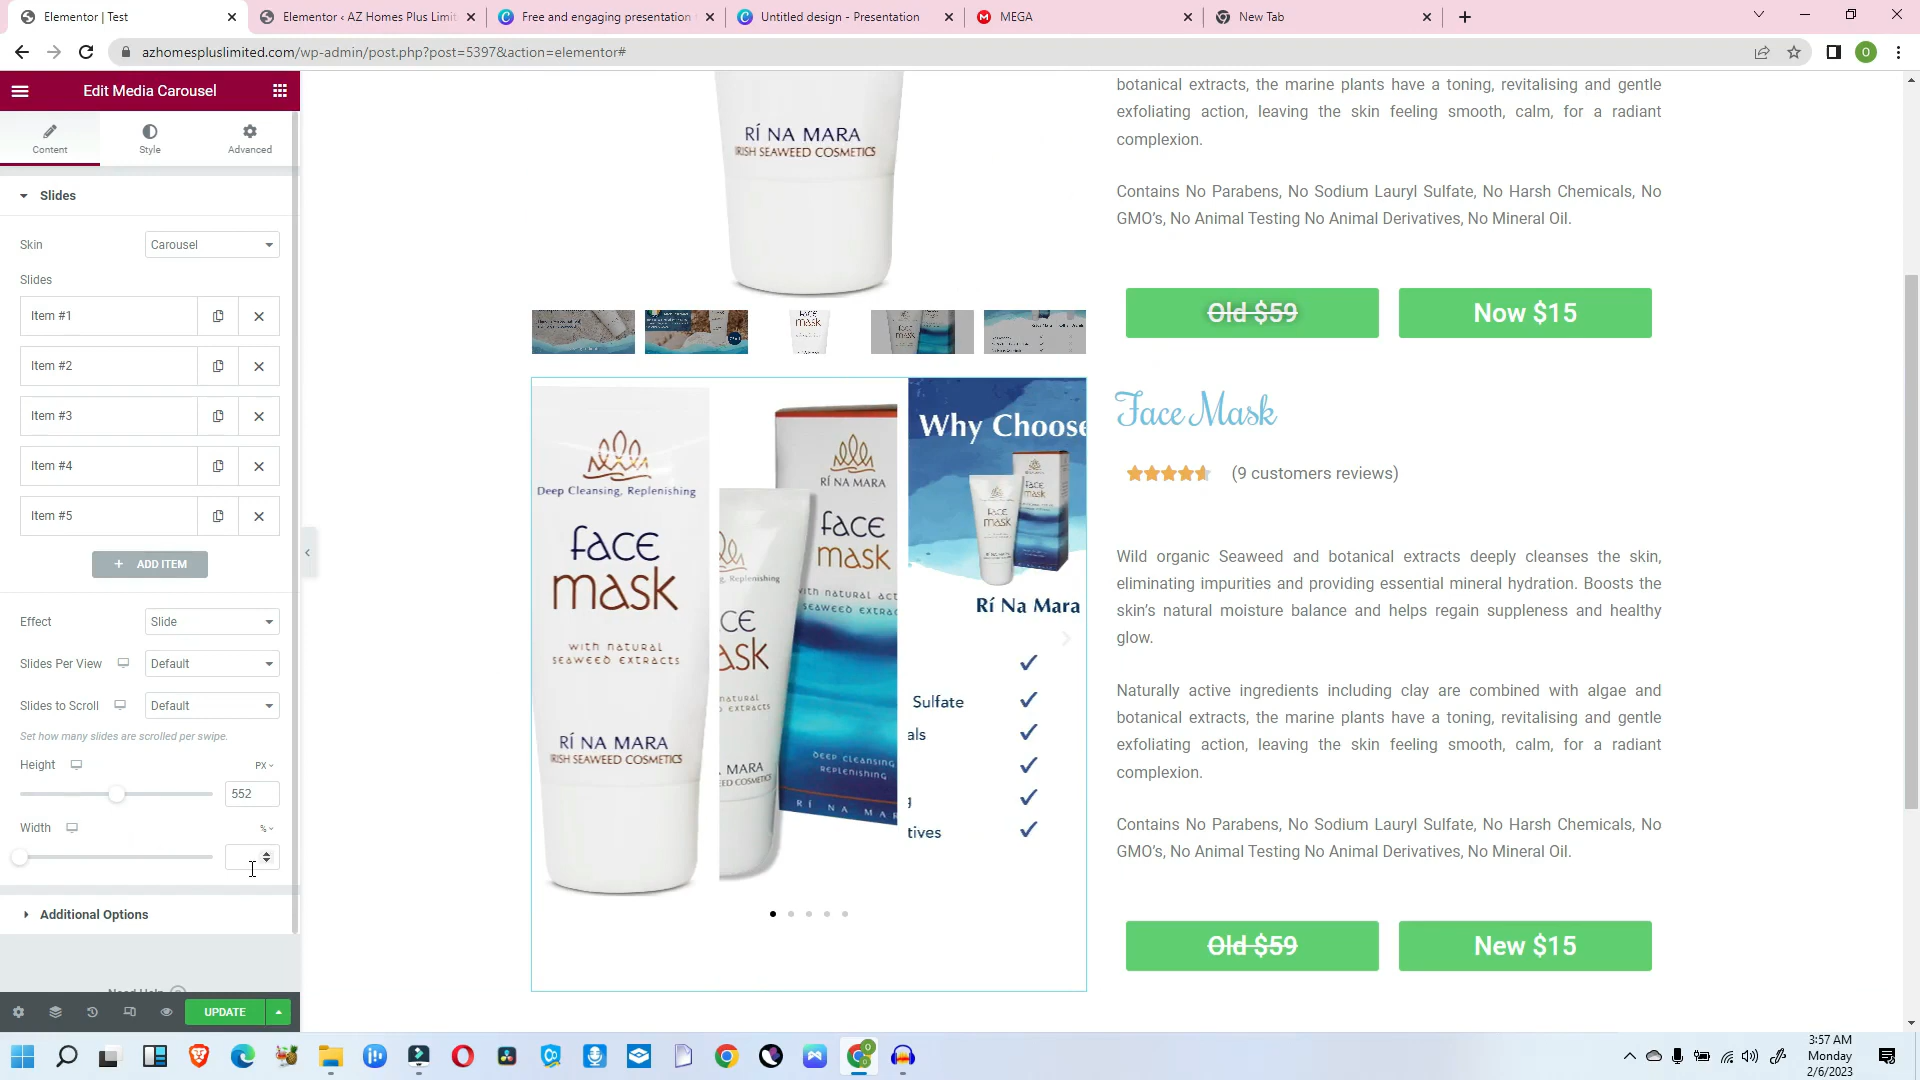 Elementor | Test
Elementor ‹ AZ Homes Plus Limit
Free and engaging presentation
Untitled design - Presentation
MEGA
New Tab
azhomespluslimited.com/wp-admin/post.php?post=5397&action=elementor#
O
Edit Media Carousel
Content
Style
Advanced
Slides
Skin
Carousel
Slides
Item #1
Item #2
Item #3
Item #4
Item #5
+ ADD ITEM
Effect
Slide
Slides Per View
Default
Slides to Scroll
Default
Set how many slides are scrolled per swipe.
Height
PX
552
Width
%
Additional Options
UPDATE
RÍ NA MARA
IRISH SEAWEED COSMETICS
mask
botanical extracts, the marine plants have a toning, revitalising and gentle
exfoliating action, leaving the skin feeling smooth, calm, for a radiant
complexion.
Contains No Parabens, No Sodium Lauryl Sulfate, No Harsh Chemicals, No
GMO's, No Animal Testing No Animal Derivatives, No Mineral Oil.
Old $59
Now $15
Deep Cleansing, Replenishing
face
mask
with natural
seaweed extracts
RÍ NA MARA
IRISH SEAWEED COSMETICS
RÍ NA MARA
face
mask
DEEP CLEANSING
REPLENISHING
RÍ NA MAR
Why Choose
face
mask
Rí Na Mara
Sulfate
als
g
tives
Face Mask
(9 customers reviews)
Wild organic Seaweed and botanical extracts deeply cleanses the skin,
eliminating impurities and providing essential mineral hydration. Boosts the
skin's natural moisture balance and helps regain suppleness and healthy
glow.
Naturally active ingredients including clay are combined with algae and
botanical extracts, the marine plants have a toning, revitalising and gentle
exfoliating action, leaving the skin feeling smooth, calm, for a radiant
complexion.
Contains No Parabens, No Sodium Lauryl Sulfate, No Harsh Chemicals, No
GMO's, No Animal Testing No Animal Derivatives, No Mineral Oil.
Old $59
New $15
3:57 AM
Monday
2/6/2023